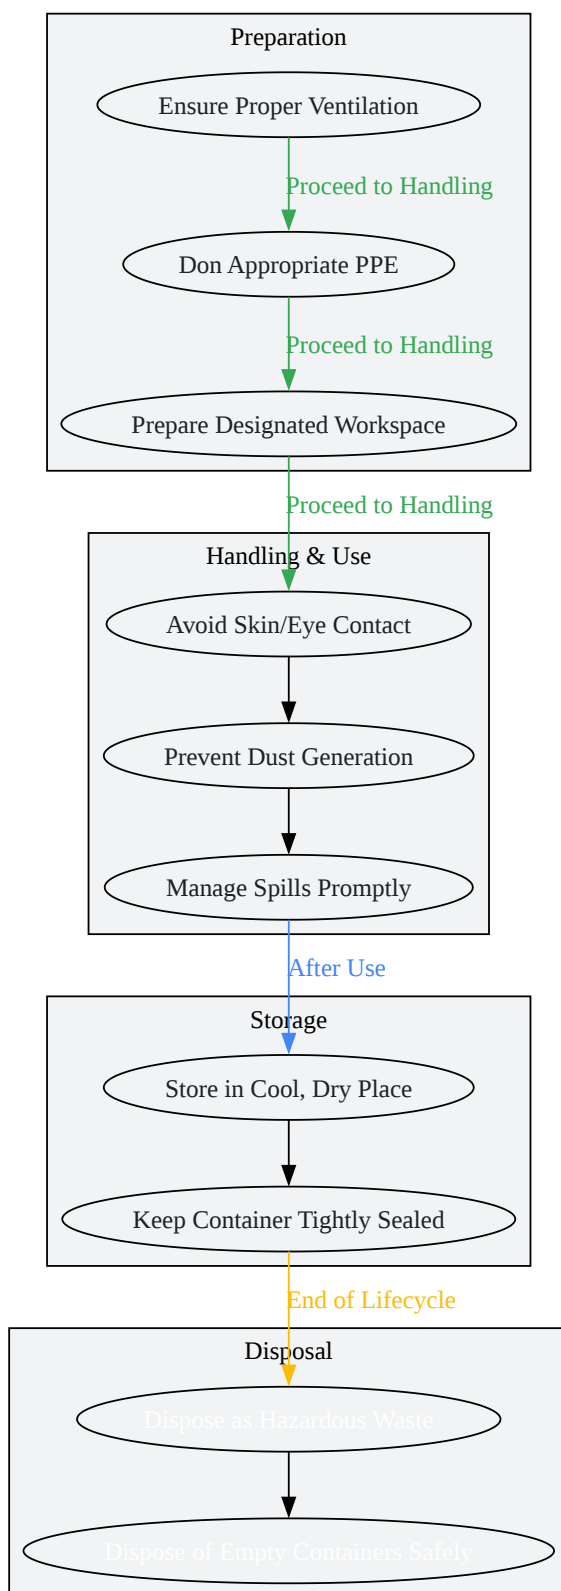 Preparation
Ensure Proper Ventilation
Proceed to Handling
Don Appropriate PPE
Proceed to Handling
Prepare Designated Workspace
Proceed to Handling
Handling & Use
Avoid Skin/Eye Contact
Prevent Dust Generation
Manage Spills Promptly
After Use
Storage
Store in Cool, Dry Place
Keep Container Tightly Sealed
End of Lifecycle
Disposal
Dispose as Hazardous Waste
Dispose of Empty Containers Safely